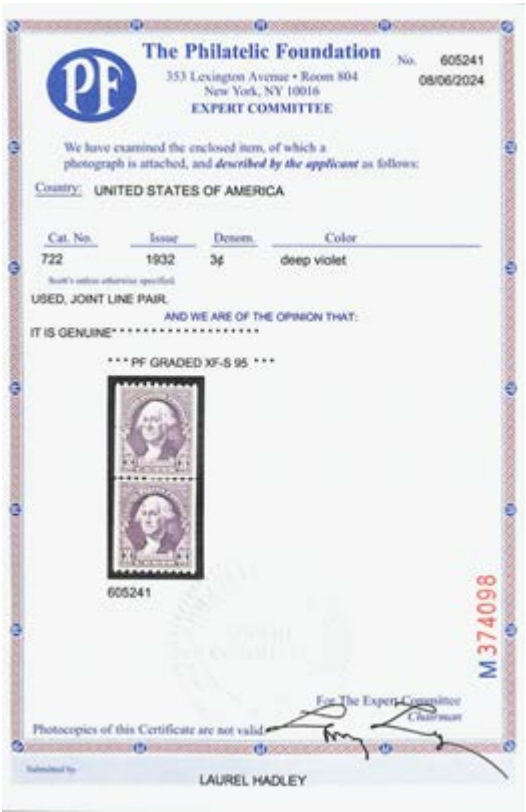 PF
The Philatelic Foundation
353 Lexington Avenue • Room 804
New York, NY 10016
EXPERT COMMITTEE
No. 605241
08/06/2024
We have examined the enclosed item, of which a
photograph is attached, and described by the applicant as follows:
Country: UNITED STATES OF AMERICA
Cat. No. Issue Denom. Color
722 1932 3¢ deep violet
Scott's unless otherwise specified.
USED, JOINT LINE PAIR.
AND WE ARE OF THE OPINION THAT:
IT IS GENUINE* * * * * * * * * * * * * * * * * * *
* * * PF GRADED XF-S 95 * * *
605241
M 374098
For The Expert Committee
Chairman
Photocopies of this Certificate are not valid
Submitted by
LAUREL HADLEY